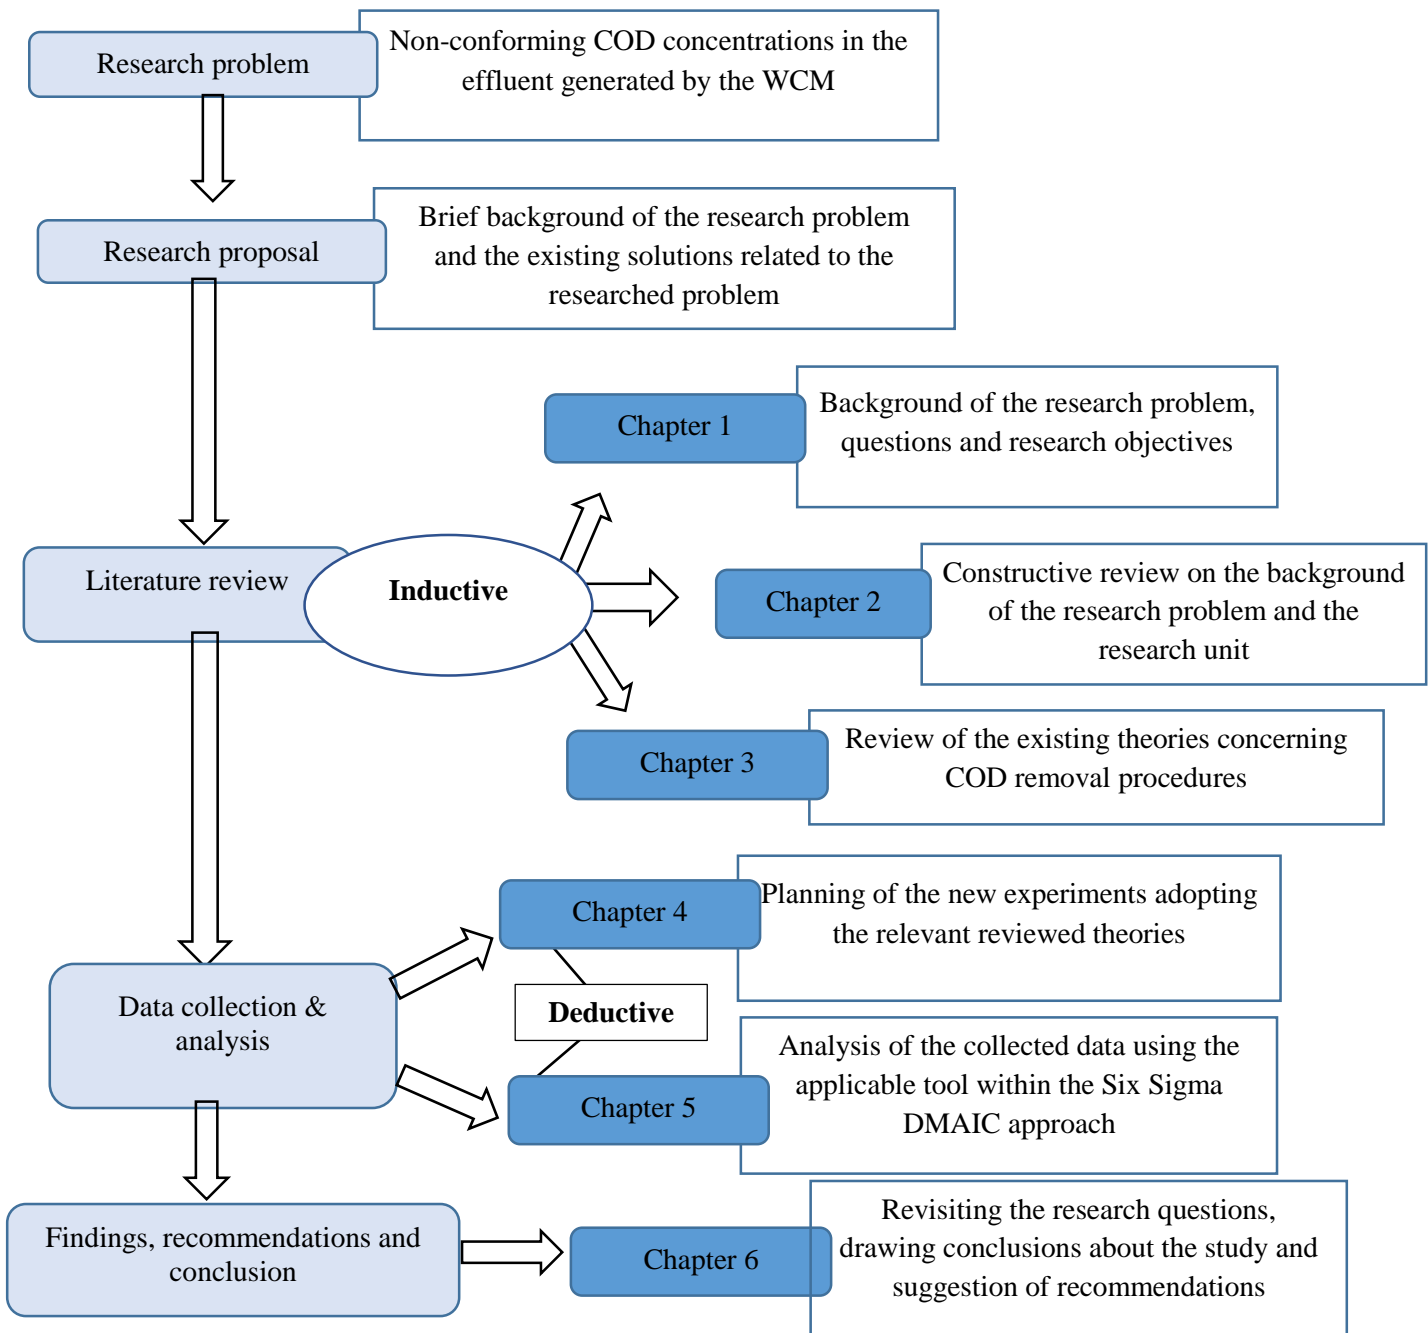 Research problem
Non-conforming COD concentrations in the
effluent generated by the WCM
Research proposal
Brief background of the research problem
and the existing solutions related to the
researched problem
Chapter 1
Background of the research problem,
questions and research objectives
Literature review
Inductive
Chapter 2
Constructive review on the background
of the research problem and the
research unit
Chapter 3
Review of the existing theories concerning
COD removal procedures
Chapter 4
Planning of the new experiments adopting
the relevant reviewed theories
Data collection &
analysis
Deductive
Chapter 5
Analysis of the collected data using the
applicable tool within the Six Sigma
DMAIC approach
Findings, recommendations and
conclusion
Chapter 6
Revisiting the research questions,
drawing conclusions about the study and
suggestion of recommendations